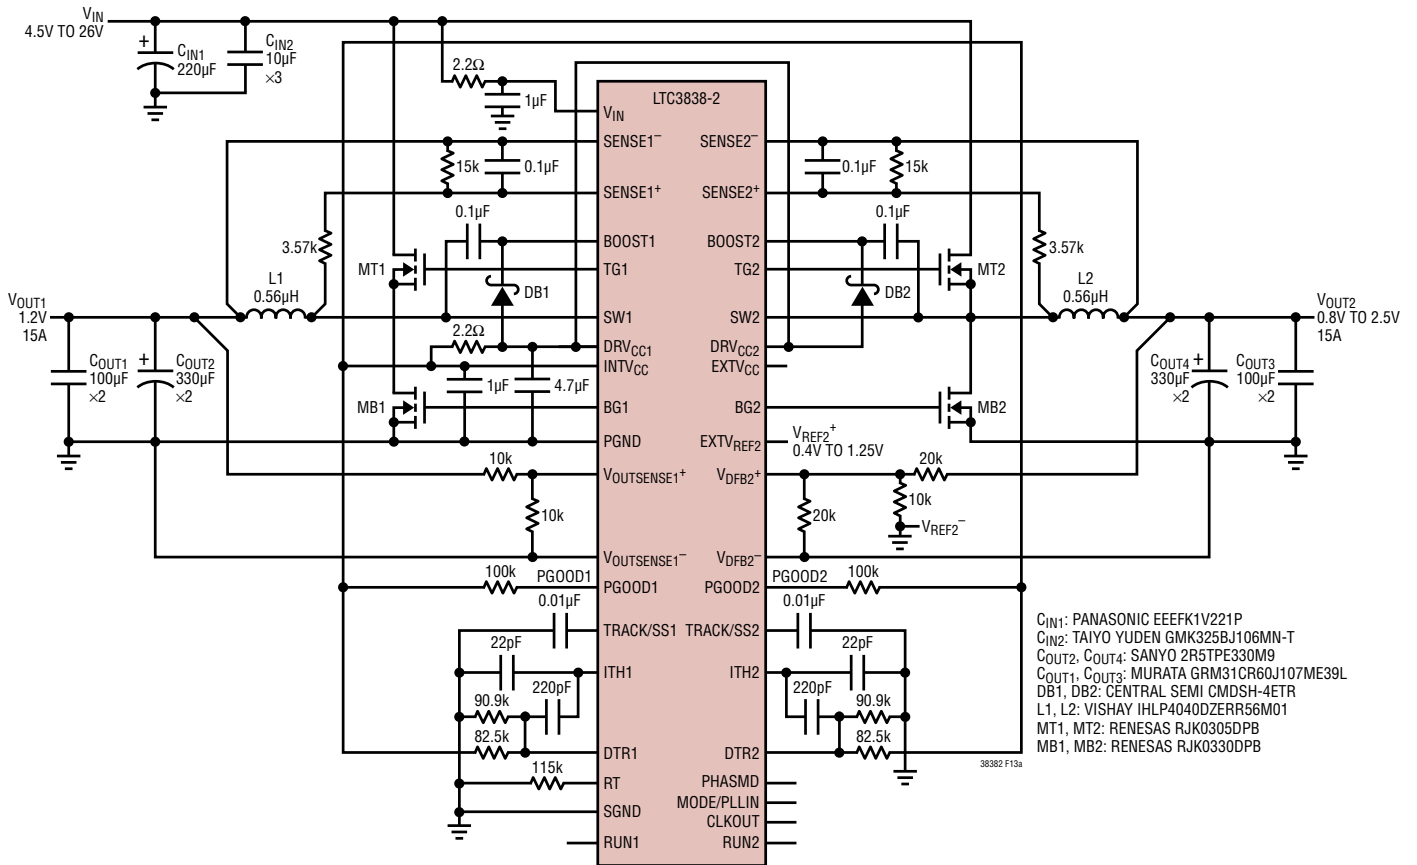 VIN
4.5V TO 26V
+
CIN1
220µF
CIN2
10µF
×3
2.2Ω
1µF
LTC3838-2
VIN
SENSE1–
SENSE2–
15k
0.1µF
0.1µF
15k
SENSE1+
SENSE2+
0.1µF
0.1µF
3.57k
3.57k
BOOST1
BOOST2
MT1
TG1
TG2
MT2
L1
0.56µH
DB1
DB2
L2
0.56µH
VOUT1
1.2V
15A
SW1
SW2
VOUT2
0.8V TO 2.5V
15A
2.2Ω
DRVCC1
DRVCC2
INTVCC
EXTVCC
COUT1
100µF
×2
+
COUT2
330µF
×2
1µF
4.7µF
COUT4
330µF
×2
+
COUT3
100µF
×2
MB1
BG1
BG2
MB2
PGND
EXTVREF2
VREF2+
0.4V TO 1.25V
10k
VOUTSENSE1+
VDFB2+
20k
10k
20k
10k
VREF2–
VOUTSENSE1–
VDFB2–
100k
PGOOD1
PGOOD1
PGOOD2
PGOOD2
100k
0.01µF
0.01µF
TRACK/SS1
TRACK/SS2
22pF
22pF
ITH1
ITH2
220pF
220pF
90.9k
90.9k
82.5k
82.5k
DTR1
DTR2
115k
RT
PHASMD
MODE/PLLIN
SGND
CLKOUT
RUN1
RUN2
38382 F13a
CIN1: PANASONIC EEEFK1V221P
CIN2: TAIYO YUDEN GMK325BJ106MN-T
COUT2, COUT4: SANYO 2R5TPE330M9
COUT1, COUT3: MURATA GRM31CR60J107ME39L
DB1, DB2: CENTRAL SEMI CMDSH-4ETR
L1, L2: VISHAY IHLP4040DZERR56M01
MT1, MT2: RENESAS RJK0305DPB
MB1, MB2: RENESAS RJK0330DPB